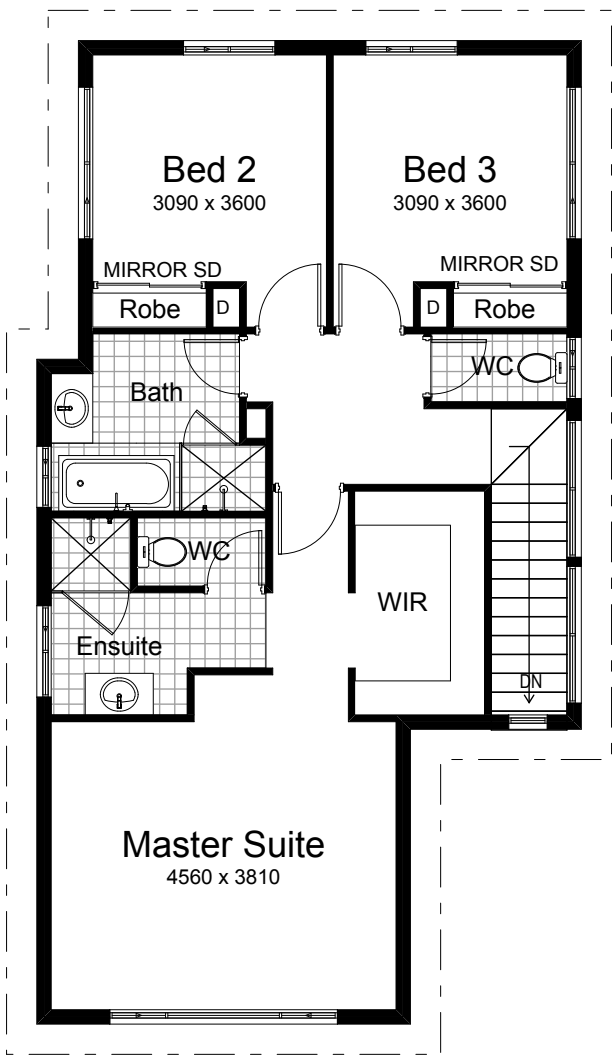 Bed 2
3090 x 3600
Bed 3
3090 x 3600
MIRROR SD
MIRROR SD
Robe
D
D
Robe
Bath
WC
WC
WIR
Ensuite
DN
Master Suite
4560 x 3810